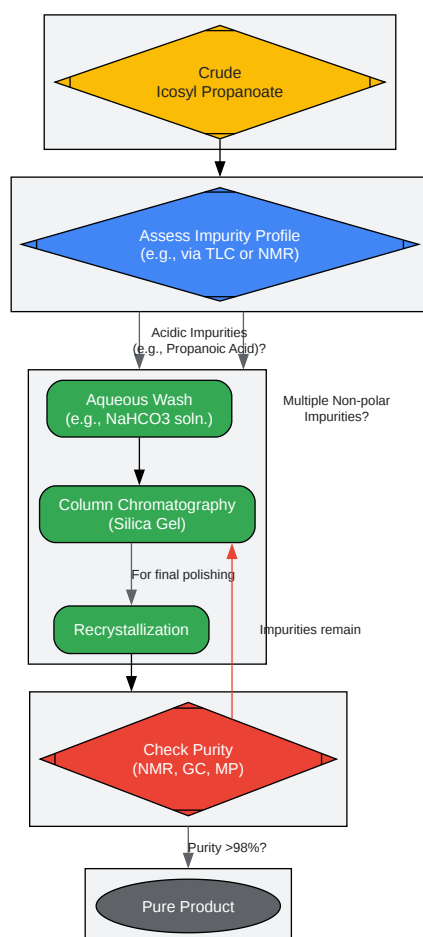 Crude
Icosyl Propanoate
Assess Impurity Profile
(e.g., via TLC or NMR)
Acidic Impurities
(e.g., Propanoic Acid)?
Multiple Non-polar
Impurities?
Aqueous Wash
(e.g., NaHCO3 soln.)
Column Chromatography
(Silica Gel)
For final polishing
Recrystallization
Impurities remain
Check Purity
(NMR, GC, MP)
Purity >98%?
Pure Product